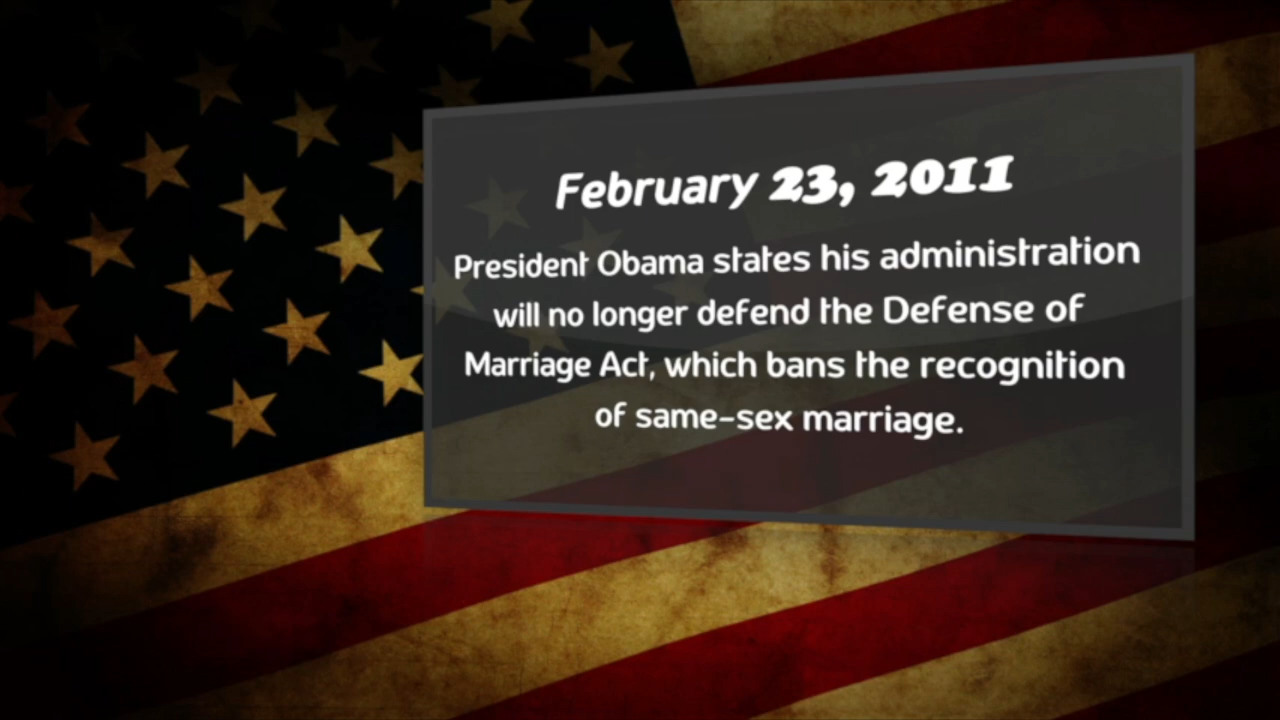 February 23, 2011
President Obama states his administration
will no longer defend the Defense of
Marriage Act, which bans the recognition
of same-sex marriage.